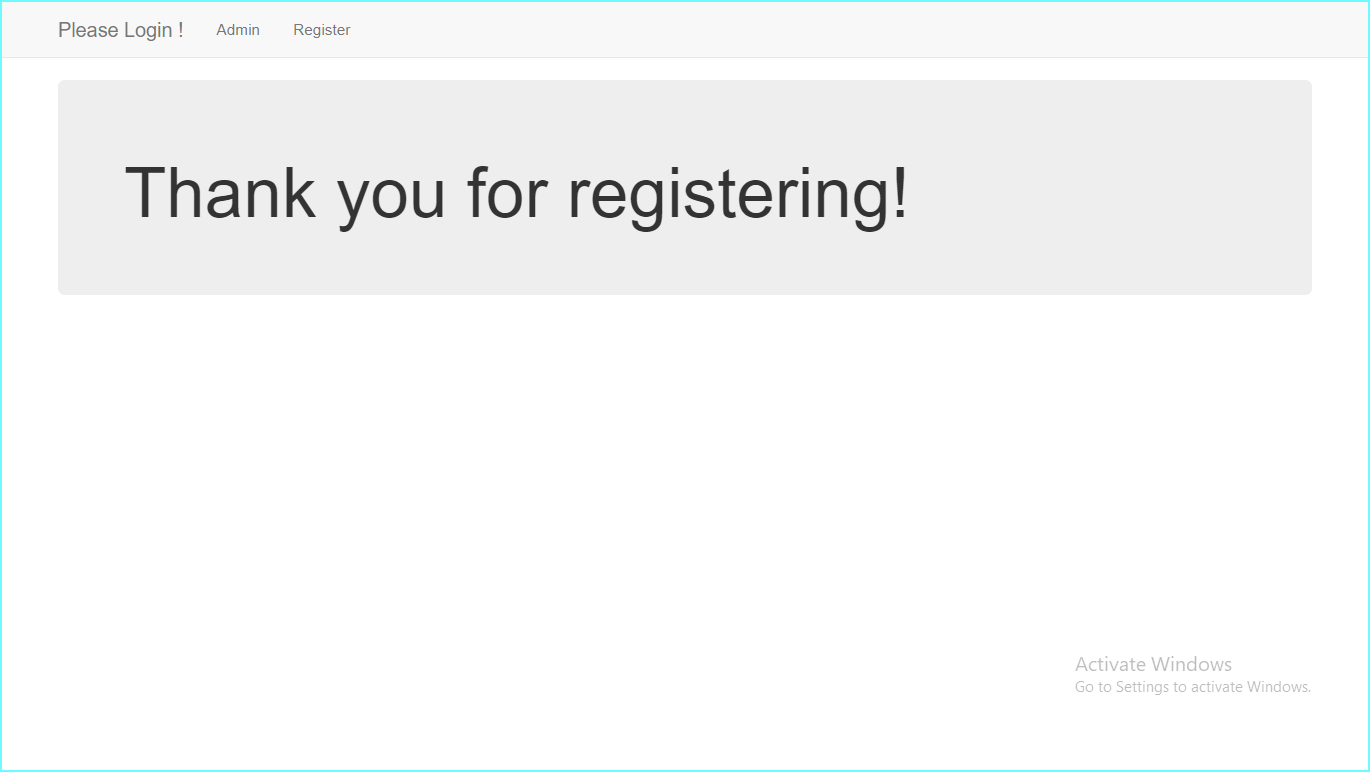 Please Login ! Admin Register
Thank you for registering!
Activate Windows
Go to Settings to activate Windows.